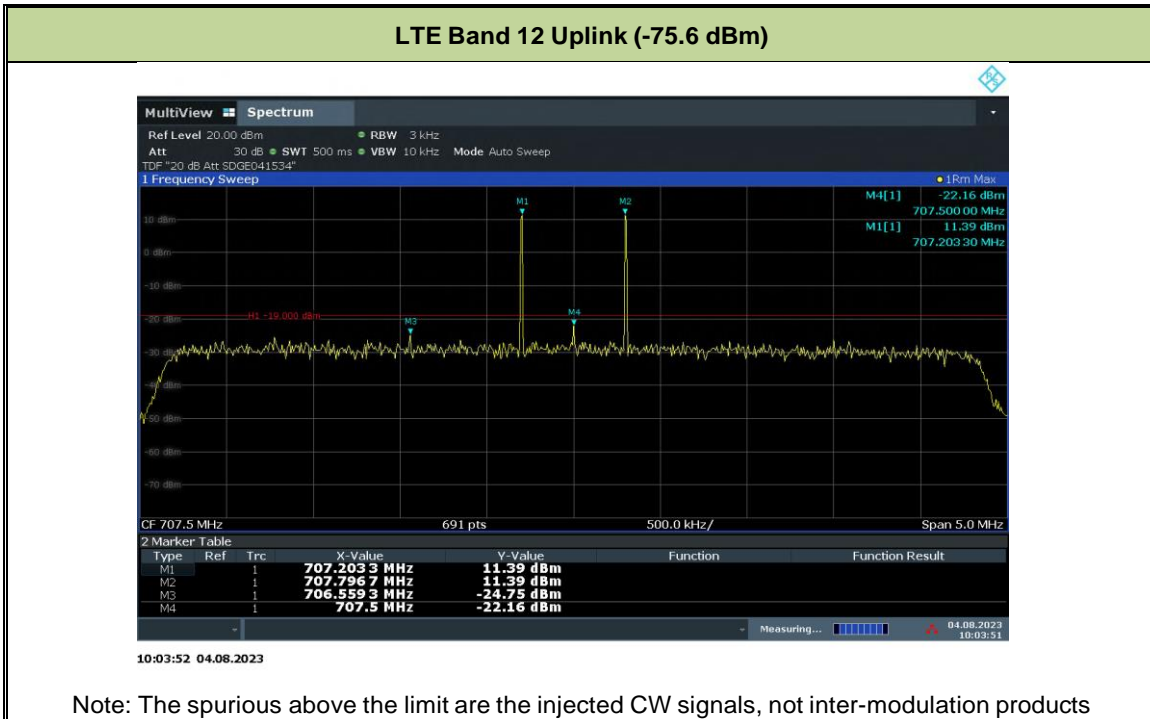 LTE Band 12 Uplink (-75.6 dBm)
R&S
MultiView Spectrum
Ref Level 20.00 dBm RBW 3 kHz
Att 30 dB SWT 500 ms VBW 10 kHz Mode Auto Sweep
TDF "20 dB Att SDGE041534"
1 Frequency Sweep 1Rm Max
M4[1] -22.16 dBm
707.500 00 MHz
M1[1] 11.39 dBm
707.203 30 MHz
M1 M2
10 dBm
0 dBm
-10 dBm
-20 dBm
H1 -19.000 dBm
M3 M4
-30 dBm
-40 dBm
-50 dBm
-60 dBm
-70 dBm
CF 707.5 MHz 691 pts 500.0 kHz/ Span 5.0 MHz
2 Marker Table
Type Ref Trc X-Value Y-Value Function Function Result
M1 1 707.203 3 MHz 11.39 dBm
M2 1 707.796 7 MHz 11.39 dBm
M3 1 706.559 3 MHz -24.75 dBm
M4 1 707.5 MHz -22.16 dBm
Measuring... 04.08.2023
10:03:51
10:03:52 04.08.2023
Note: The spurious above the limit are the injected CW signals, not inter-modulation products